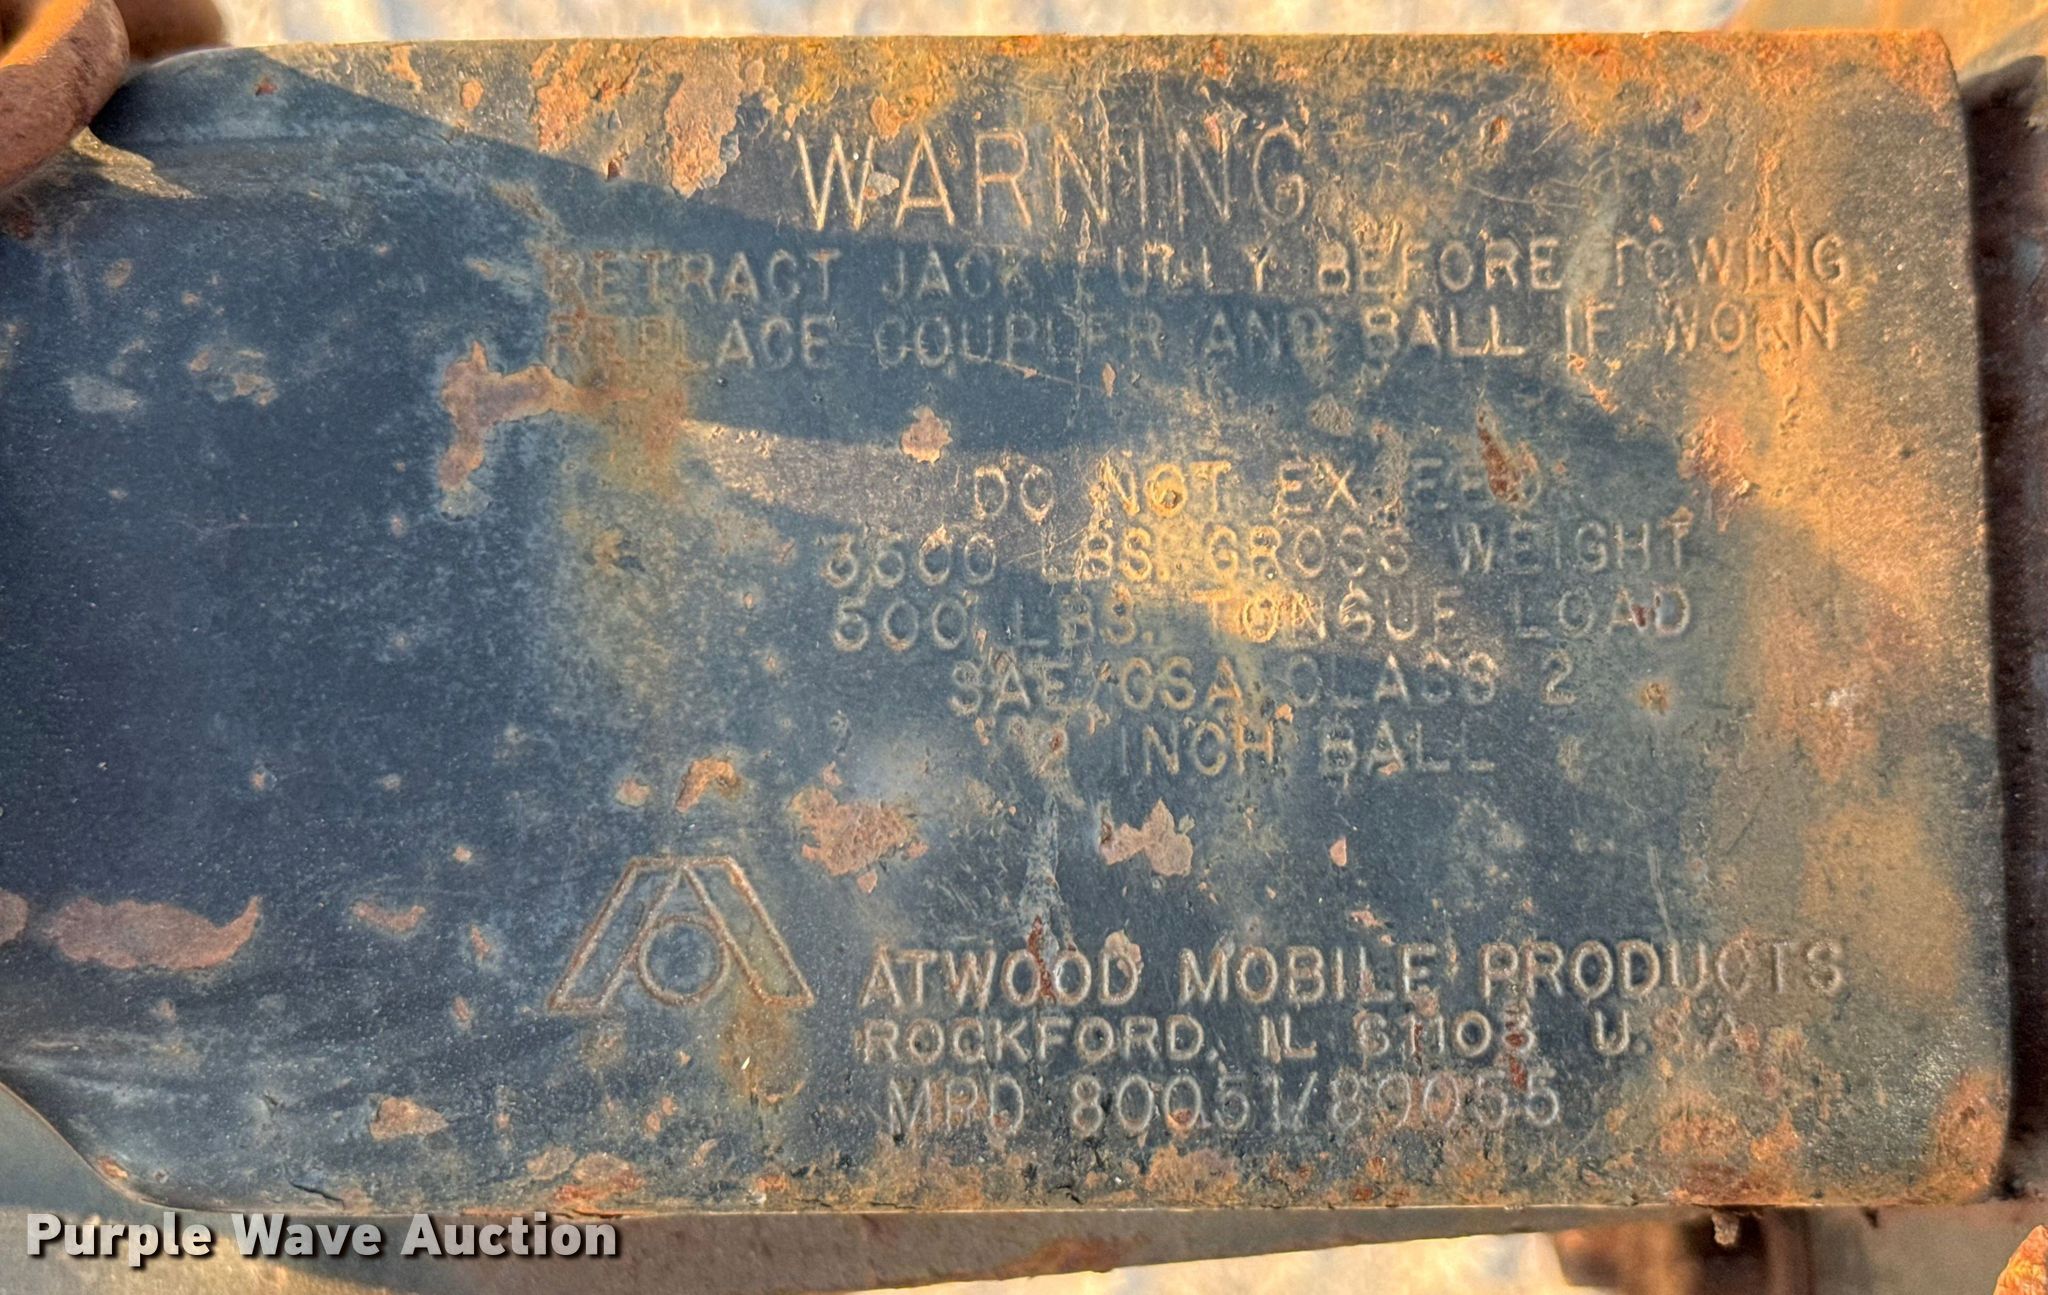 WARNING
RETRACT JACK FULLY BEFORE TOWING
REPLACE COUPLER AND BALL IF WORN
DO NOT EXCEED
3500 LBS. GROSS WEIGHT
500 LBS. TONGUE LOAD
SAE/CSA CLASS 2
2 INCH BALL
ATWOOD MOBILE PRODUCTS
ROCKFORD, IL 61103 U.S.A.
MPD 80051/89055
Purple Wave Auction